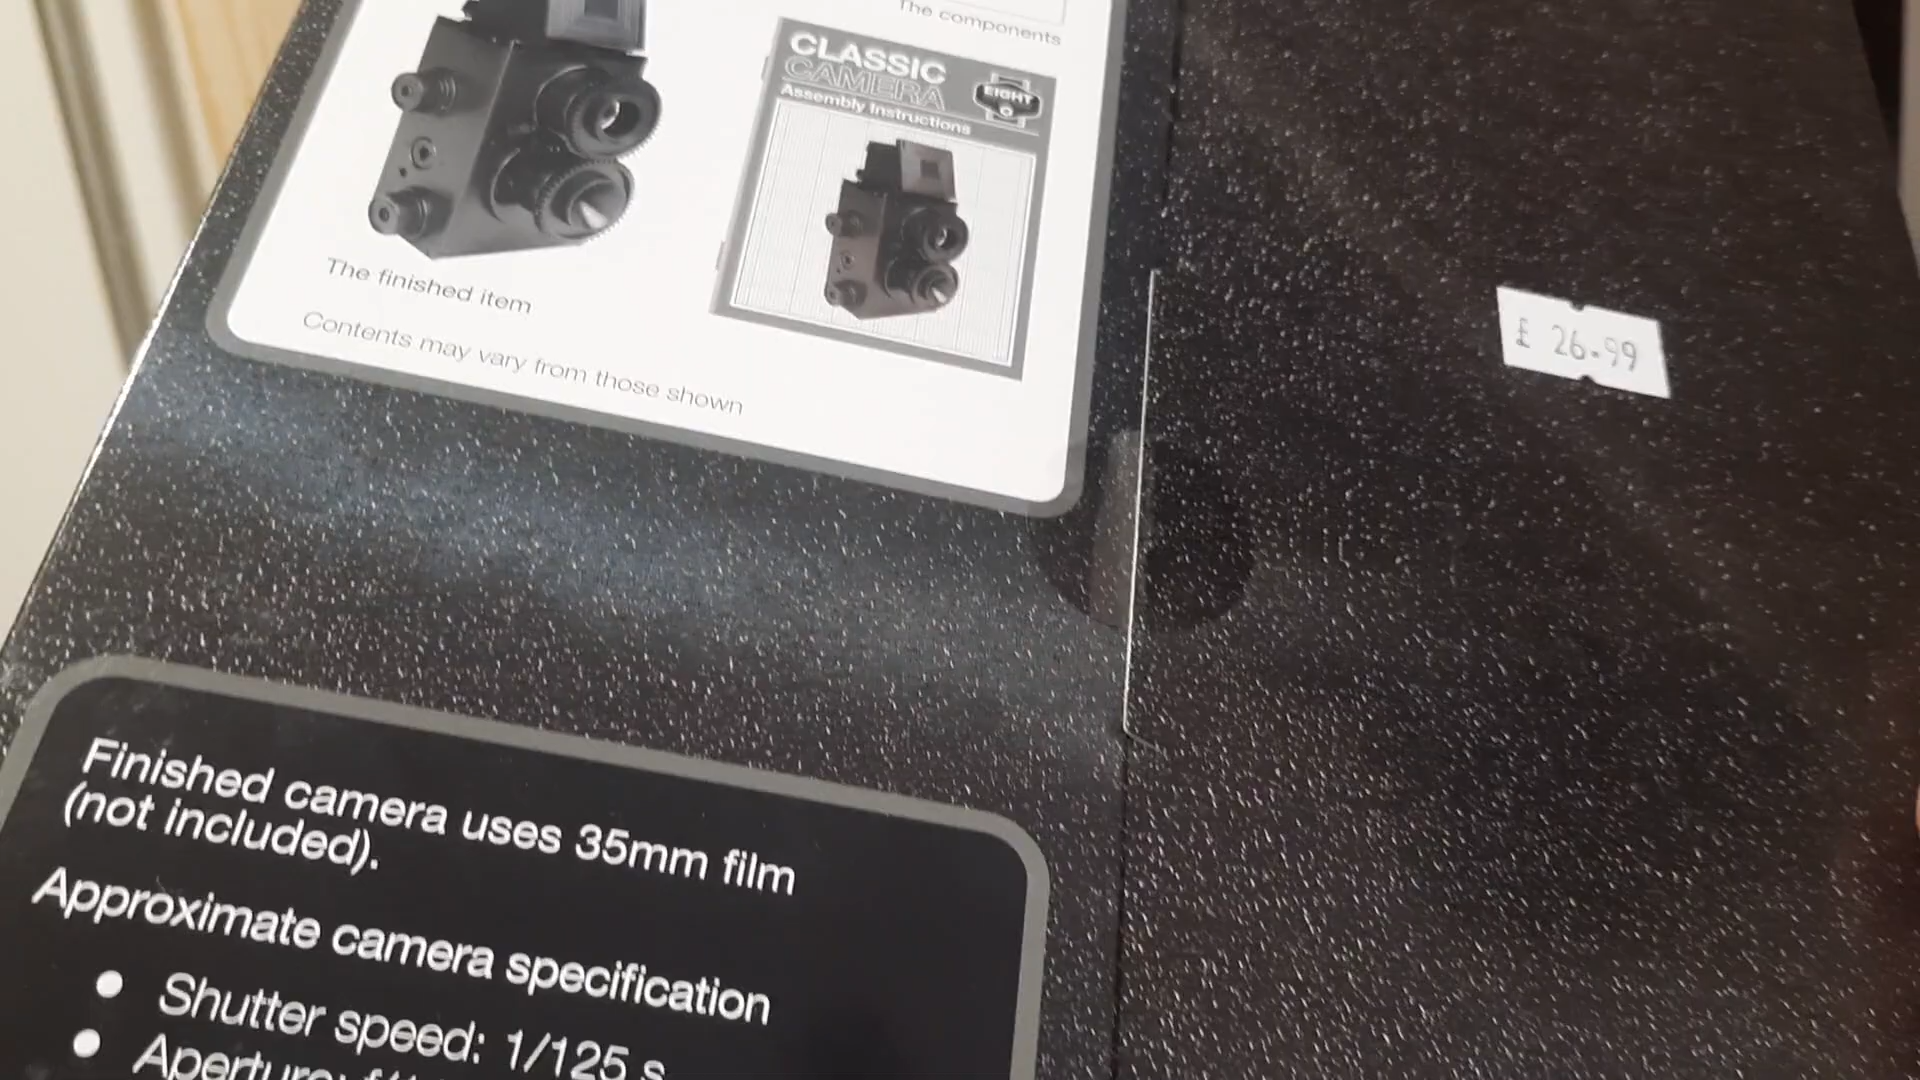 The components
CLASSIC
CAMERA
Assembly Instructions
EIGHT
The finished item
Contents may vary from those shown
£ 26.99
Finished camera uses 35mm film
(not included).
Approximate camera specification
• Shutter speed: 1/125 s
• Aperture: